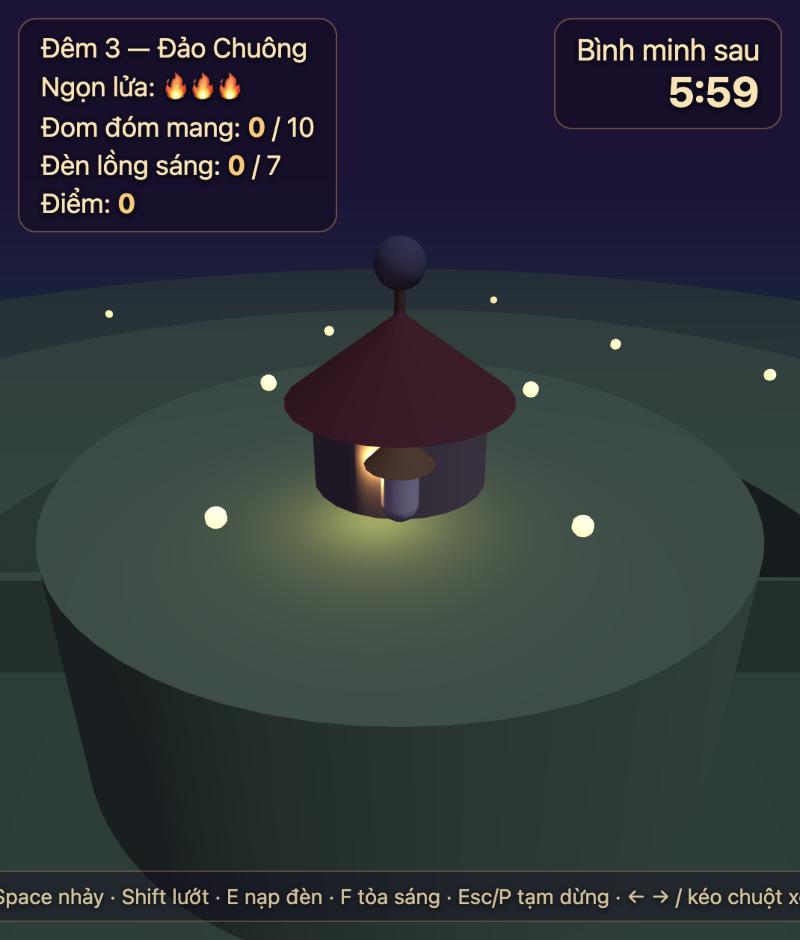 Đêm 3 — Đảo Chuông
Ngọn lửa: 🔥🔥🔥
Đom đóm mang: 0 / 10
Đèn lồng sáng: 0 / 7
Điểm: 0
Bình minh sau
5:59
Space nhảy · Shift lướt · E nạp đèn · F tỏa sáng · Esc/P tạm dừng · ← → / kéo chuột